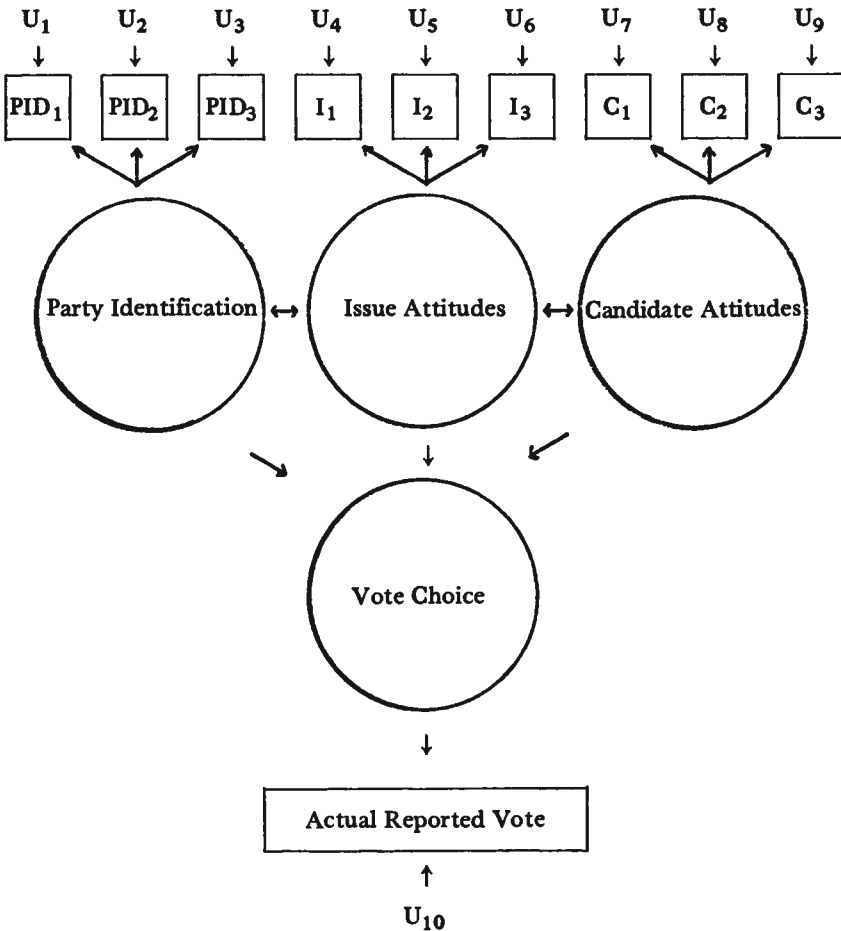 U₁ U₂ U₃ U₄ U₅ U₆ U₇ U₈ U₉
PID₁ PID₂ PID₃ I₁ I₂ I₃ C₁ C₂ C₃
Party Identification Issue Attitudes Candidate Attitudes
Vote Choice
Actual Reported Vote
U₁₀